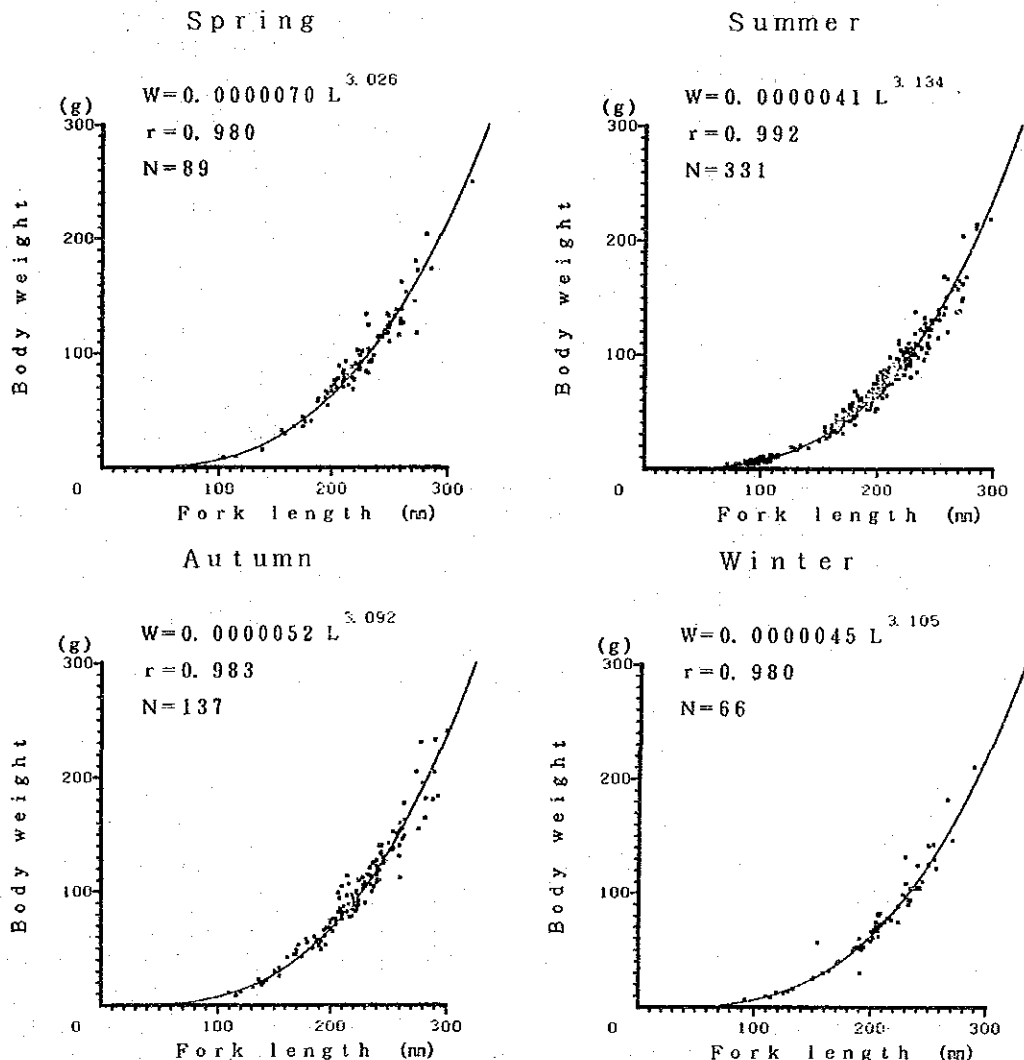 Spring
W=0.0000070 L^3.026
(g)
r=0.980
N=89
300
200
100
0
100
200
300
Body weight
Fork length (mm)
Summer
W=0.0000041 L^3.134
(g)
r=0.992
N=331
300
200
100
0
100
200
300
Body weight
Fork length (mm)
Autumn
W=0.0000052 L^3.092
(g)
r=0.983
N=137
300
200
100
0
100
200
300
Body weight
Fork length (mm)
Winter
W=0.0000045 L^3.105
(g)
r=0.980
N=66
300
200
100
0
100
200
300
Body weight
Fork length (mm)